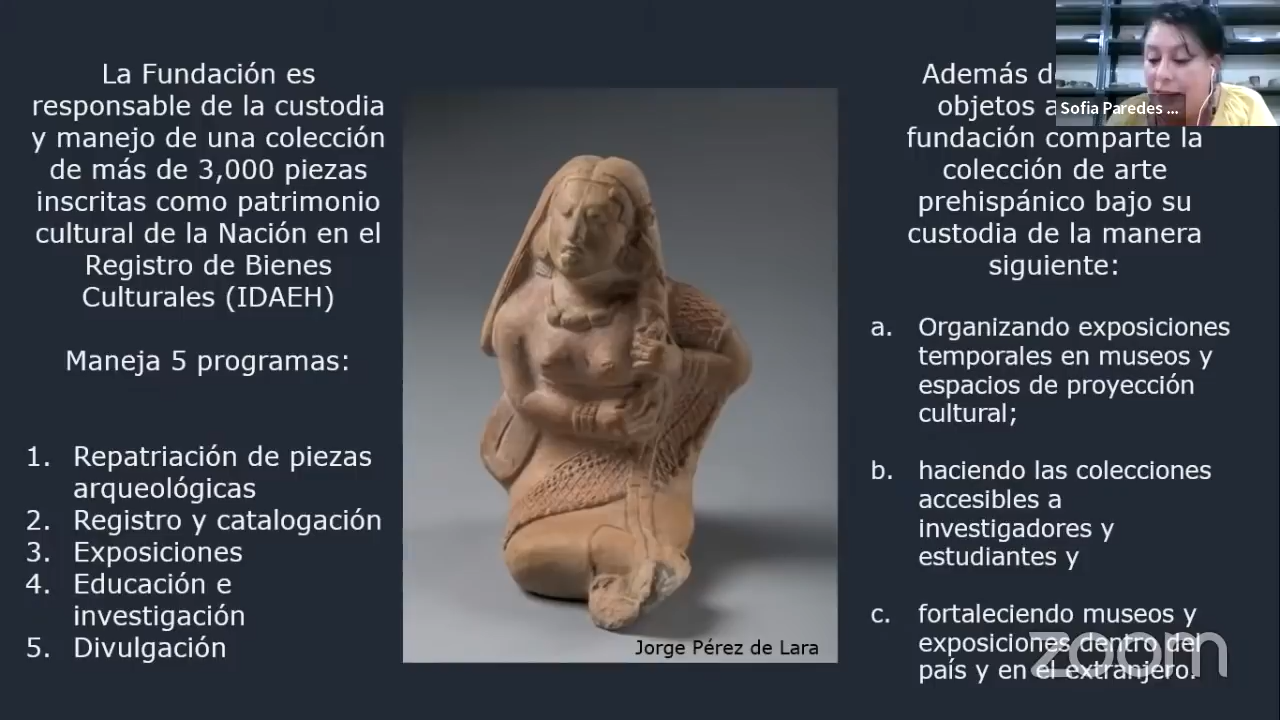 La Fundación es
responsable de la custodia
y manejo de una colección
de más de 3,000 piezas
inscritas como patrimonio
cultural de la Nación en el
Registro de Bienes
Culturales (IDAEH)
Maneja 5 programas:
1. Repatriación de piezas
arqueológicas
2. Registro y catalogación
3. Exposiciones
4. Educación e
investigación
5. Divulgación
Jorge Pérez de Lara
Además
objetos
fundación comparte la
colección de arte
prehispánico bajo su
custodia de la manera
siguiente:
a. Organizando exposiciones
temporales en museos y
espacios de proyección
cultural;
b. haciendo las colecciones
accesibles a
investigadores y
estudiantes y
c. fortaleciendo museos y
exposiciones dentro del
país y en el extranjero.
Sofia Paredes ...
zoom